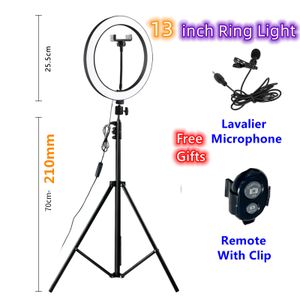 13 inch Ring Light
25.5cm
Lavalier
Microphone
Free
Gifts
70cm- 210mm
Remote
With Clip